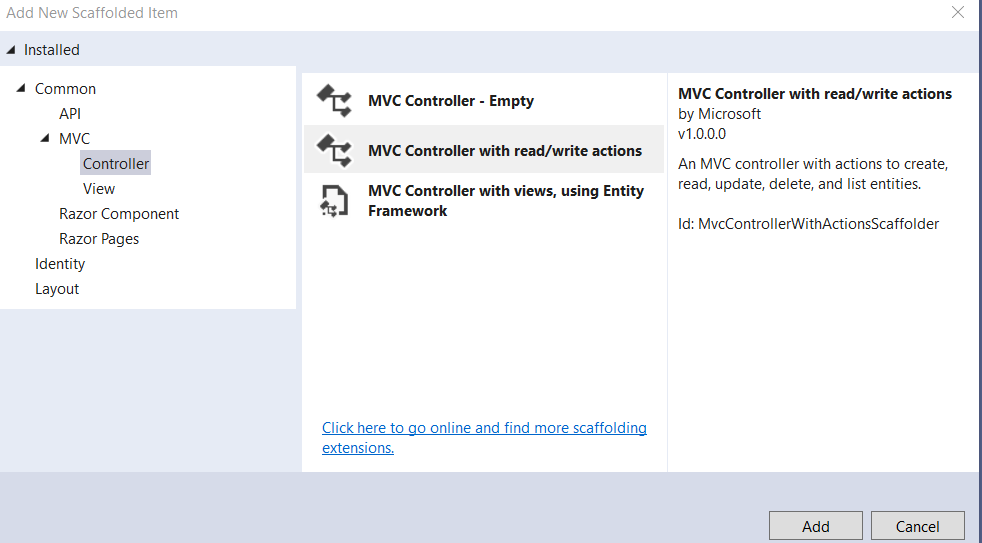 Add New Scaffolded Item
Installed
Common
API
MVC
Controller
View
Razor Component
Razor Pages
Identity
Layout
MVC Controller - Empty
MVC Controller with read/write actions
MVC Controller with views, using Entity
Framework
Click here to go online and find more scaffolding
extensions.
MVC Controller with read/write actions
by Microsoft
v1.0.0.0
An MVC controller with actions to create,
read, update, delete, and list entities.
Id: MvcControllerWithActionsScaffolder
Add
Cancel